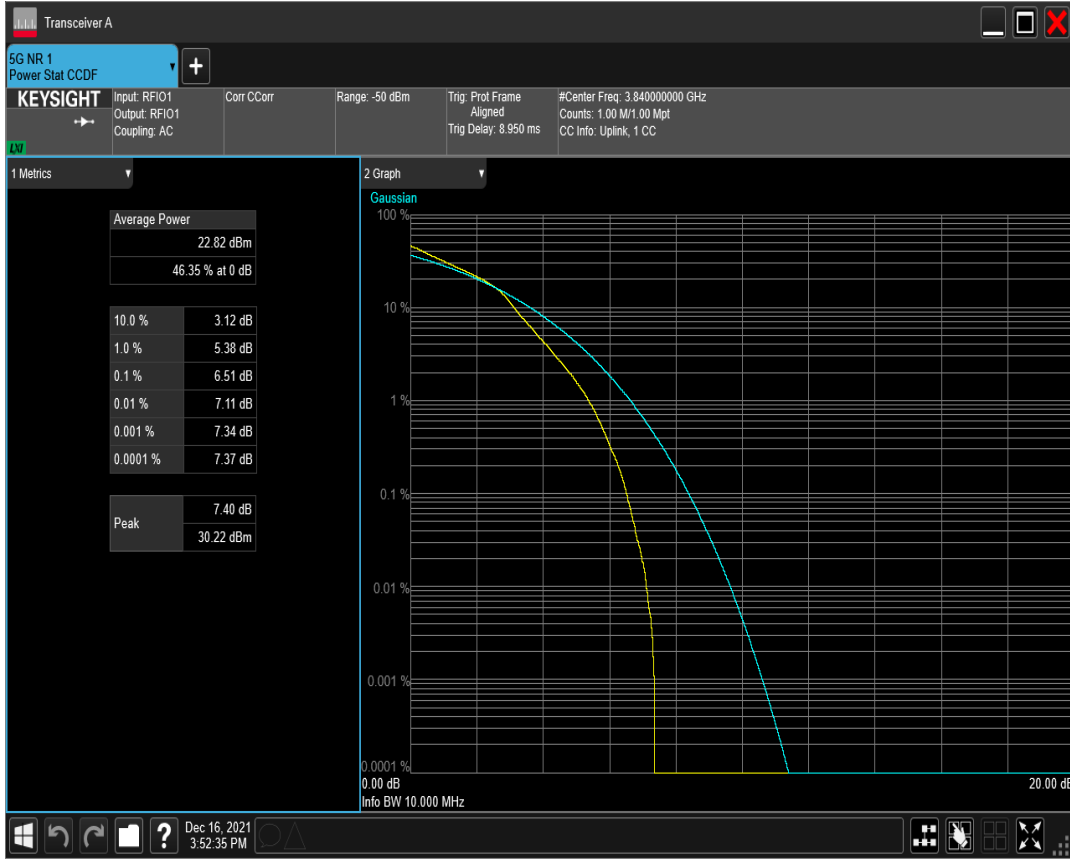 Transceiver A
5G NR 1
Power Stat CCDF
+
KEYSIGHT
LXI
Input: RFIO1
Output: RFIO1
Coupling: AC
Corr CCorr
Range: -50 dBm
Trig: Prot Frame
Aligned
Trig Delay: 8.950 ms
#Center Freq: 3.840000000 GHz
Counts: 1.00 M/1.00 Mpt
CC Info: Uplink, 1 CC
1 Metrics
Average Power
22.82 dBm
46.35 % at 0 dB
10.0 % 3.12 dB
1.0 % 5.38 dB
0.1 % 6.51 dB
0.01 % 7.11 dB
0.001 % 7.34 dB
0.0001 % 7.37 dB
Peak 7.40 dB
30.22 dBm
2 Graph
Gaussian
100 %
10 %
1 %
0.1 %
0.01 %
0.001 %
0.0001 %
0.00 dB 20.00 dB
Info BW 10.000 MHz
?
Dec 16, 2021
3:52:35 PM